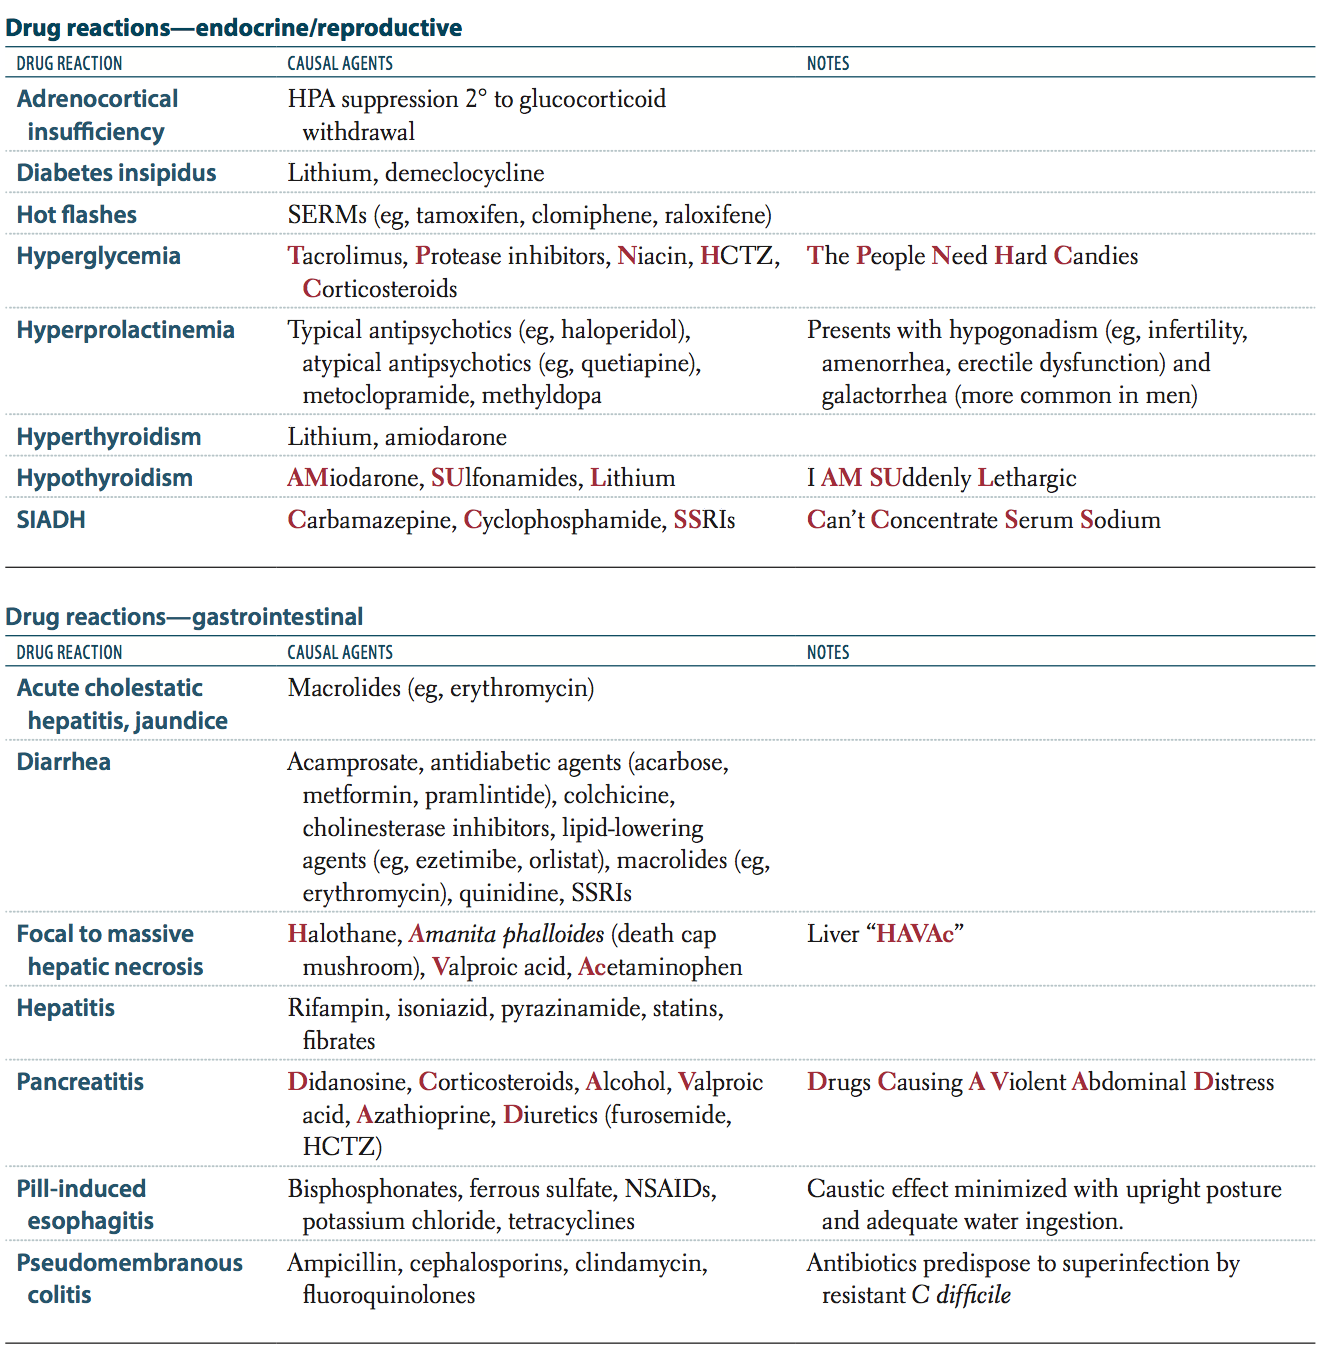 Drug reactions—endocrine/reproductive
DRUG REACTION CAUSAL AGENTS NOTES
Adrenocortical insufficiency
HPA suppression 2° to glucocorticoid withdrawal
Diabetes insipidus
Lithium, demeclocycline
Hot flashes
SERMs (eg, tamoxifen, clomiphene, raloxifene)
Hyperglycemia
Tacrolimus, Protease inhibitors, Niacin, HCTZ,
Corticosteroids
The People Need Hard Candies
Hyperprolactinemia
Typical antipsychotics (eg, haloperidol),
atypical antipsychotics (eg, quetiapine),
metoclopramide, methyldopa
Presents with hypogonadism (eg, infertility,
amenorrhea, erectile dysfunction) and
galactorrhea (more common in men)
Hyperthyroidism
Lithium, amiodarone
Hypothyroidism
AMiodarone, SUlfonamides, Lithium
I AM SUddenly Lethargic
SIADH
Carbamazepine, Cyclophosphamide, SSRIs
Can't Concentrate Serum Sodium
Drug reactions—gastrointestinal
DRUG REACTION CAUSAL AGENTS NOTES
Acute cholestatic
hepatitis, jaundice
Macrolides (eg, erythromycin)
Diarrhea
Acamprosate, antidiabetic agents (acarbose,
metformin, pramlintide), colchicine,
cholinesterase inhibitors, lipid-lowering
agents (eg, ezetimibe, orlistat), macrolides (eg,
erythromycin), quinidine, SSRIs
Focal to massive
hepatic necrosis
Halothane, Amanita phalloides (death cap
mushroom), Valproic acid, Acetaminophen
Liver “HAVAc”
Hepatitis
Rifampin, isoniazid, pyrazinamide, statins,
fibrates
Pancreatitis
Didanosine, Corticosteroids, Alcohol, Valproic
acid, Azathioprine, Diuretics (furosemide,
HCTZ)
Drugs Causing A Violent Abdominal Distress
Pill-induced
esophagitis
Bisphosphonates, ferrous sulfate, NSAIDs,
potassium chloride, tetracyclines
Caustic effect minimized with upright posture
and adequate water ingestion.
Pseudomembranous
colitis
Ampicillin, cephalosporins, clindamycin,
fluoroquinolones
Antibiotics predispose to superinfection by
resistant C difficile